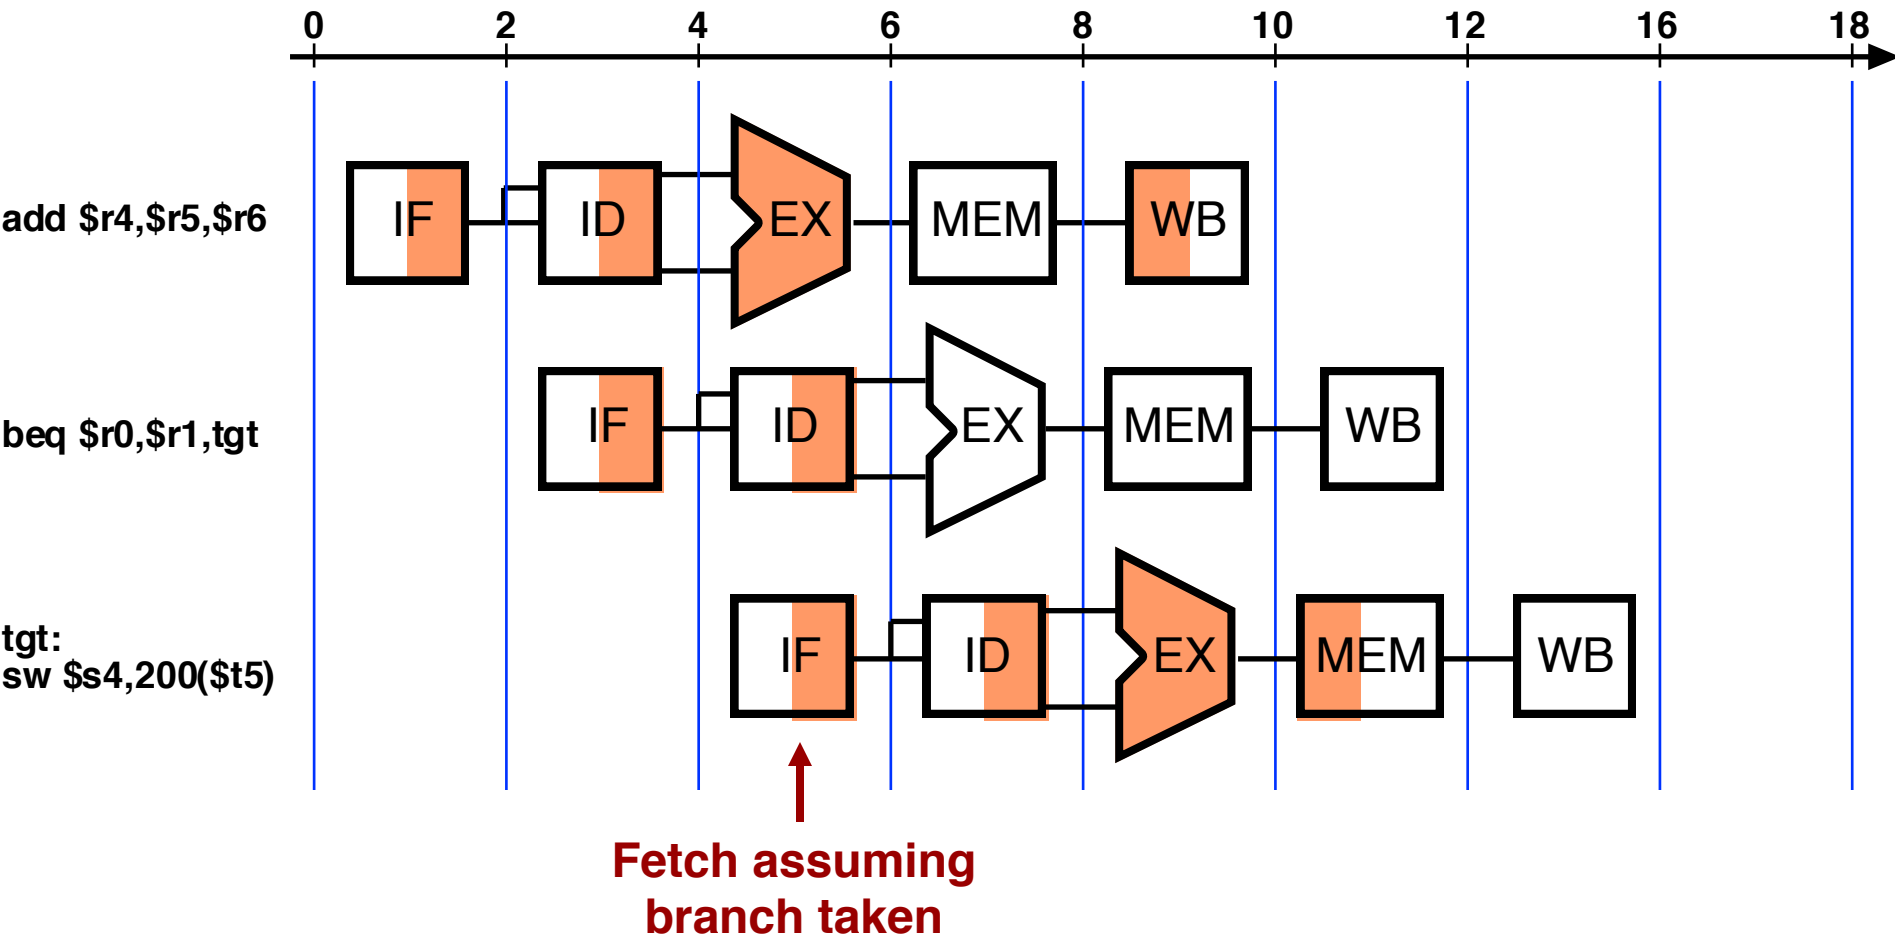 0 2 4 6 8 10 12 16 18
add $r4,$r5,$r6 IF ID EX MEM WB
beq $r0,$r1,tgt IF ID EX MEM WB
tgt:
sw $s4,200($t5) IF ID EX MEM WB
Fetch assuming
branch taken